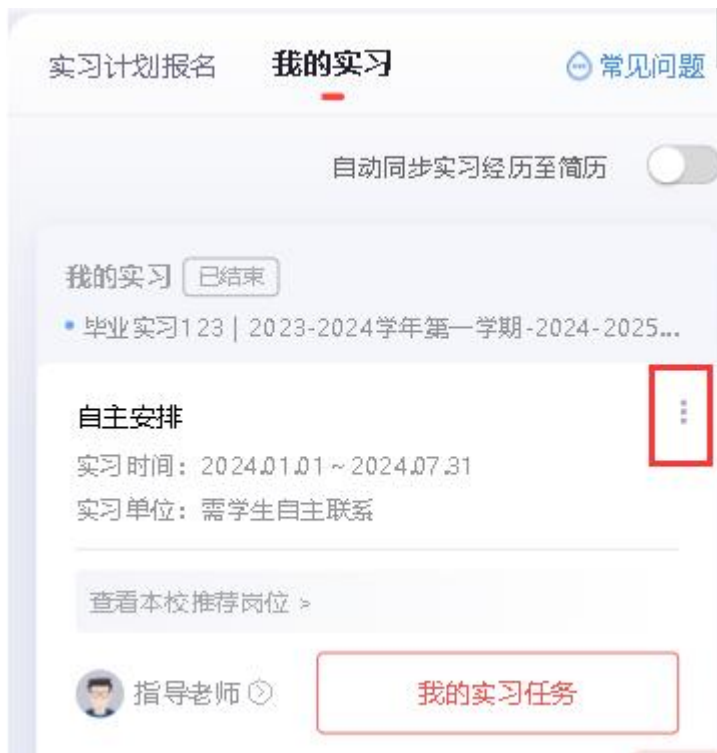 实习计划报名 我的实习 常见问题
自动同步实习经历至简历
我的实习 已结束
毕业实习123 | 2023-2024学年第一学期-2024-2025...
自主安排
实习时间：2024.01.01~2024.07.31
实习单位：需学生自主联系
查看本校推荐岗位 >
指导老师 我的实习任务